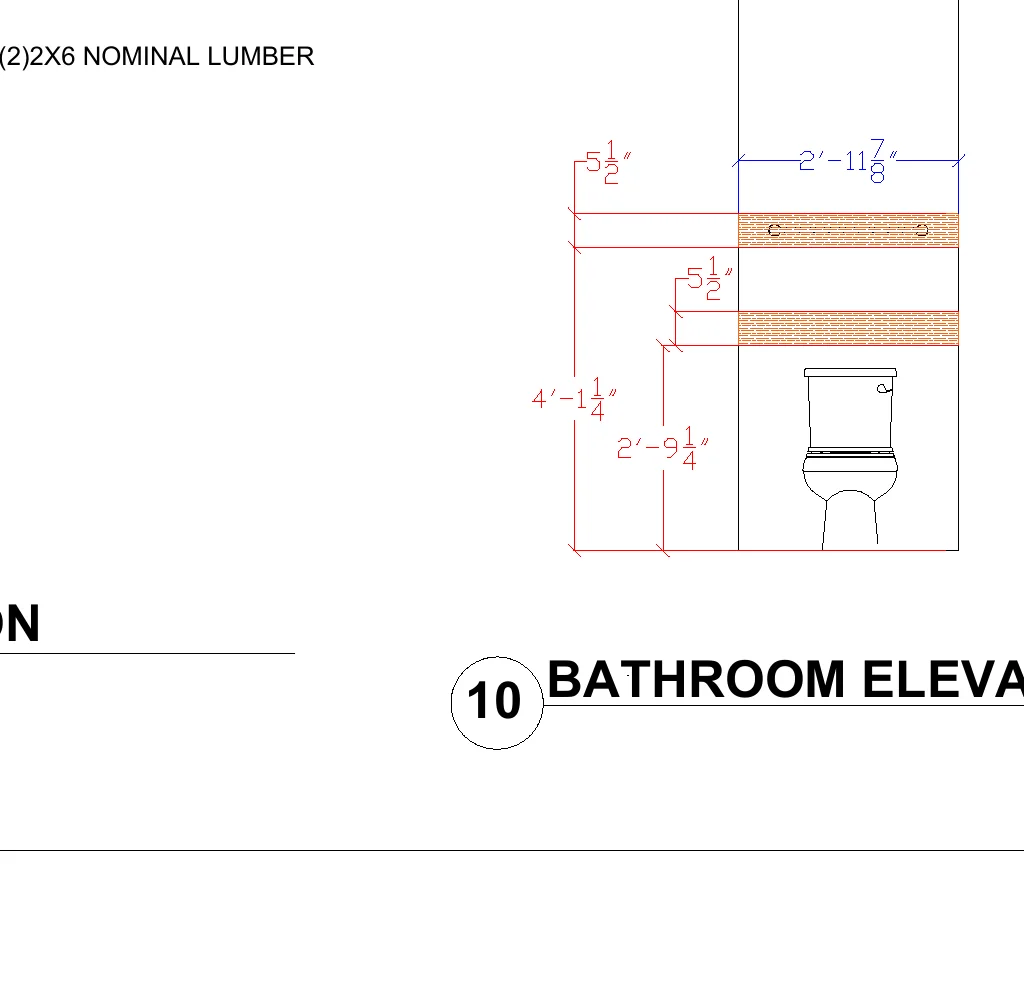 (2)2X6 NOMINAL LUMBER
5 1/2"
2'-11 7/8"
5 1/2"
4'-1 1/4"
2'-9 1/4"
ON
10 BATHROOM ELEVA